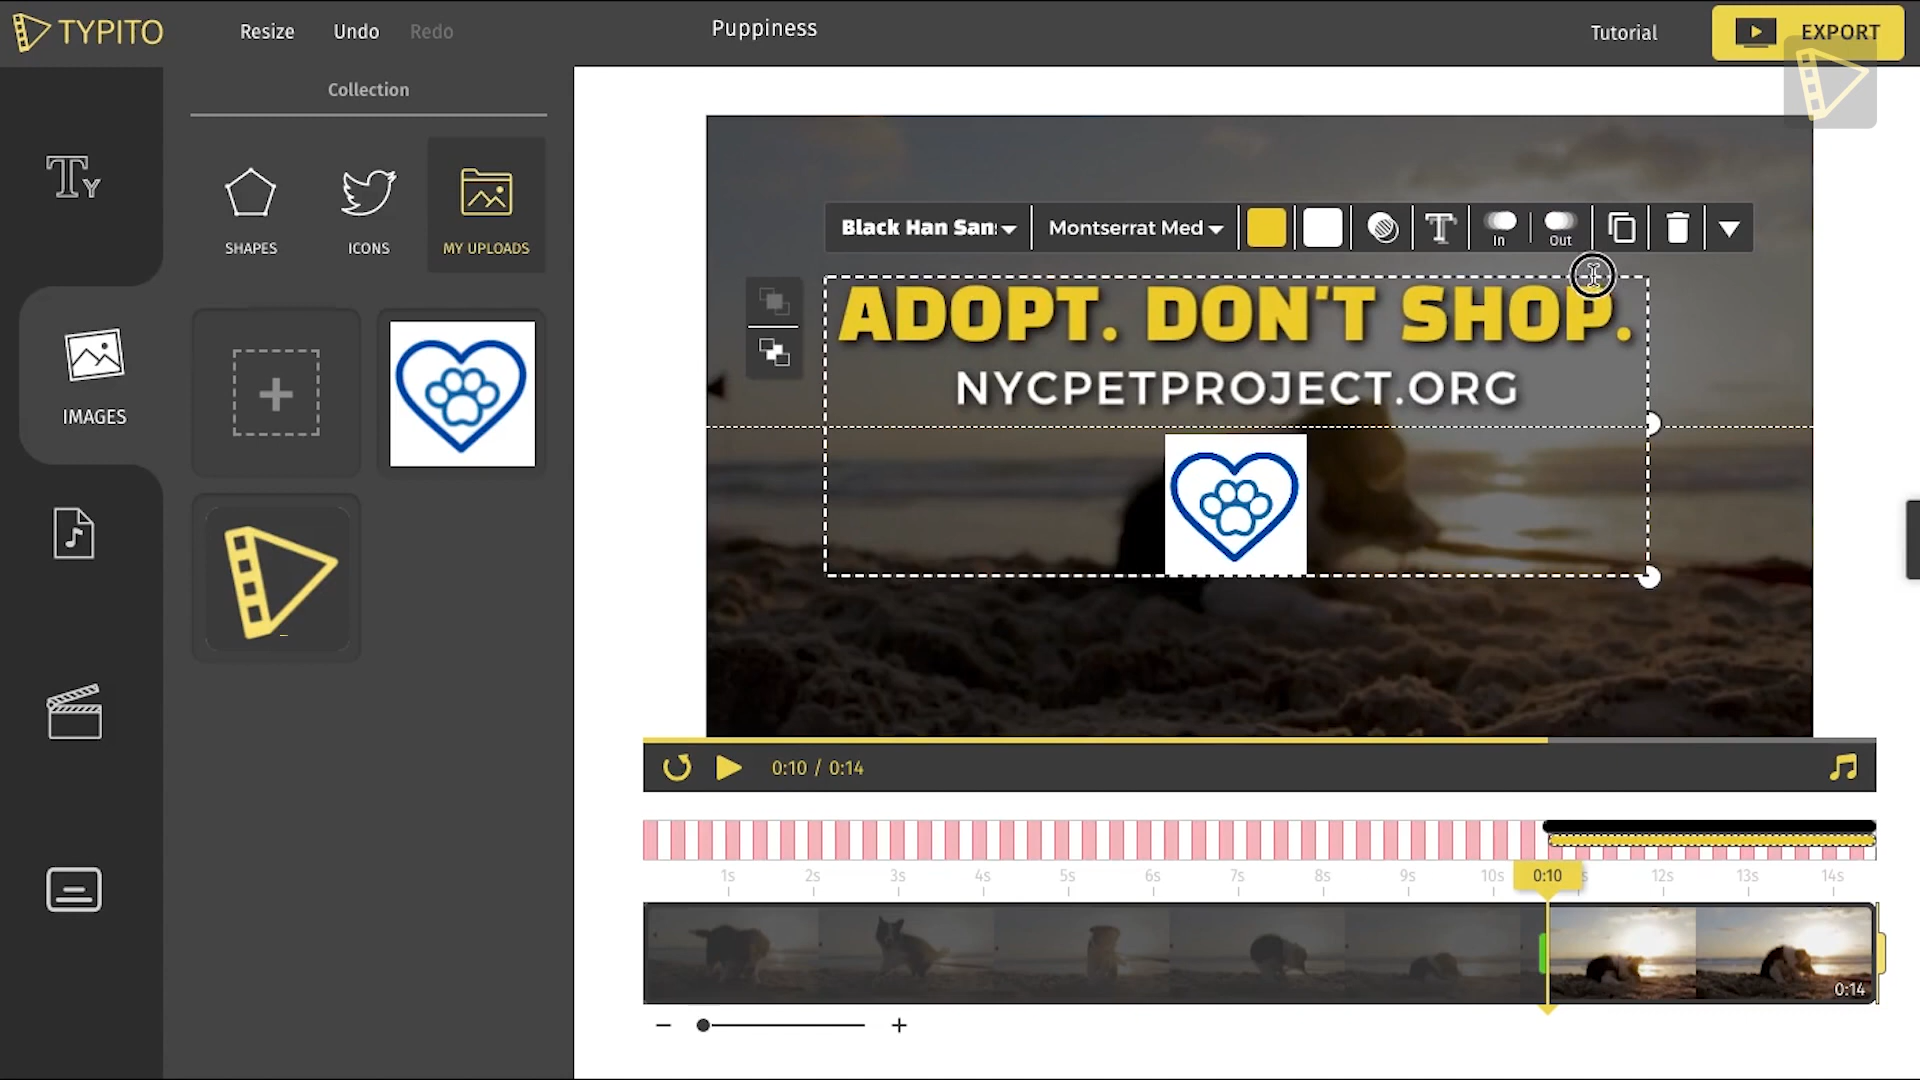 TYPITO
Resize Undo Redo
Puppiness
Tutorial
EXPORT
Collection
SHAPES ICONS MY UPLOADS
IMAGES
Ty
Black Han San
Montserrat Med
In Out
ADOPT. DON'T SHOP.
NYCPETPROJECT.ORG
0:10 / 0:14
1s 2s 3s 4s 5s 6s 7s 8s 9s 10s 0:10 s 12s 13s 14s
0:14